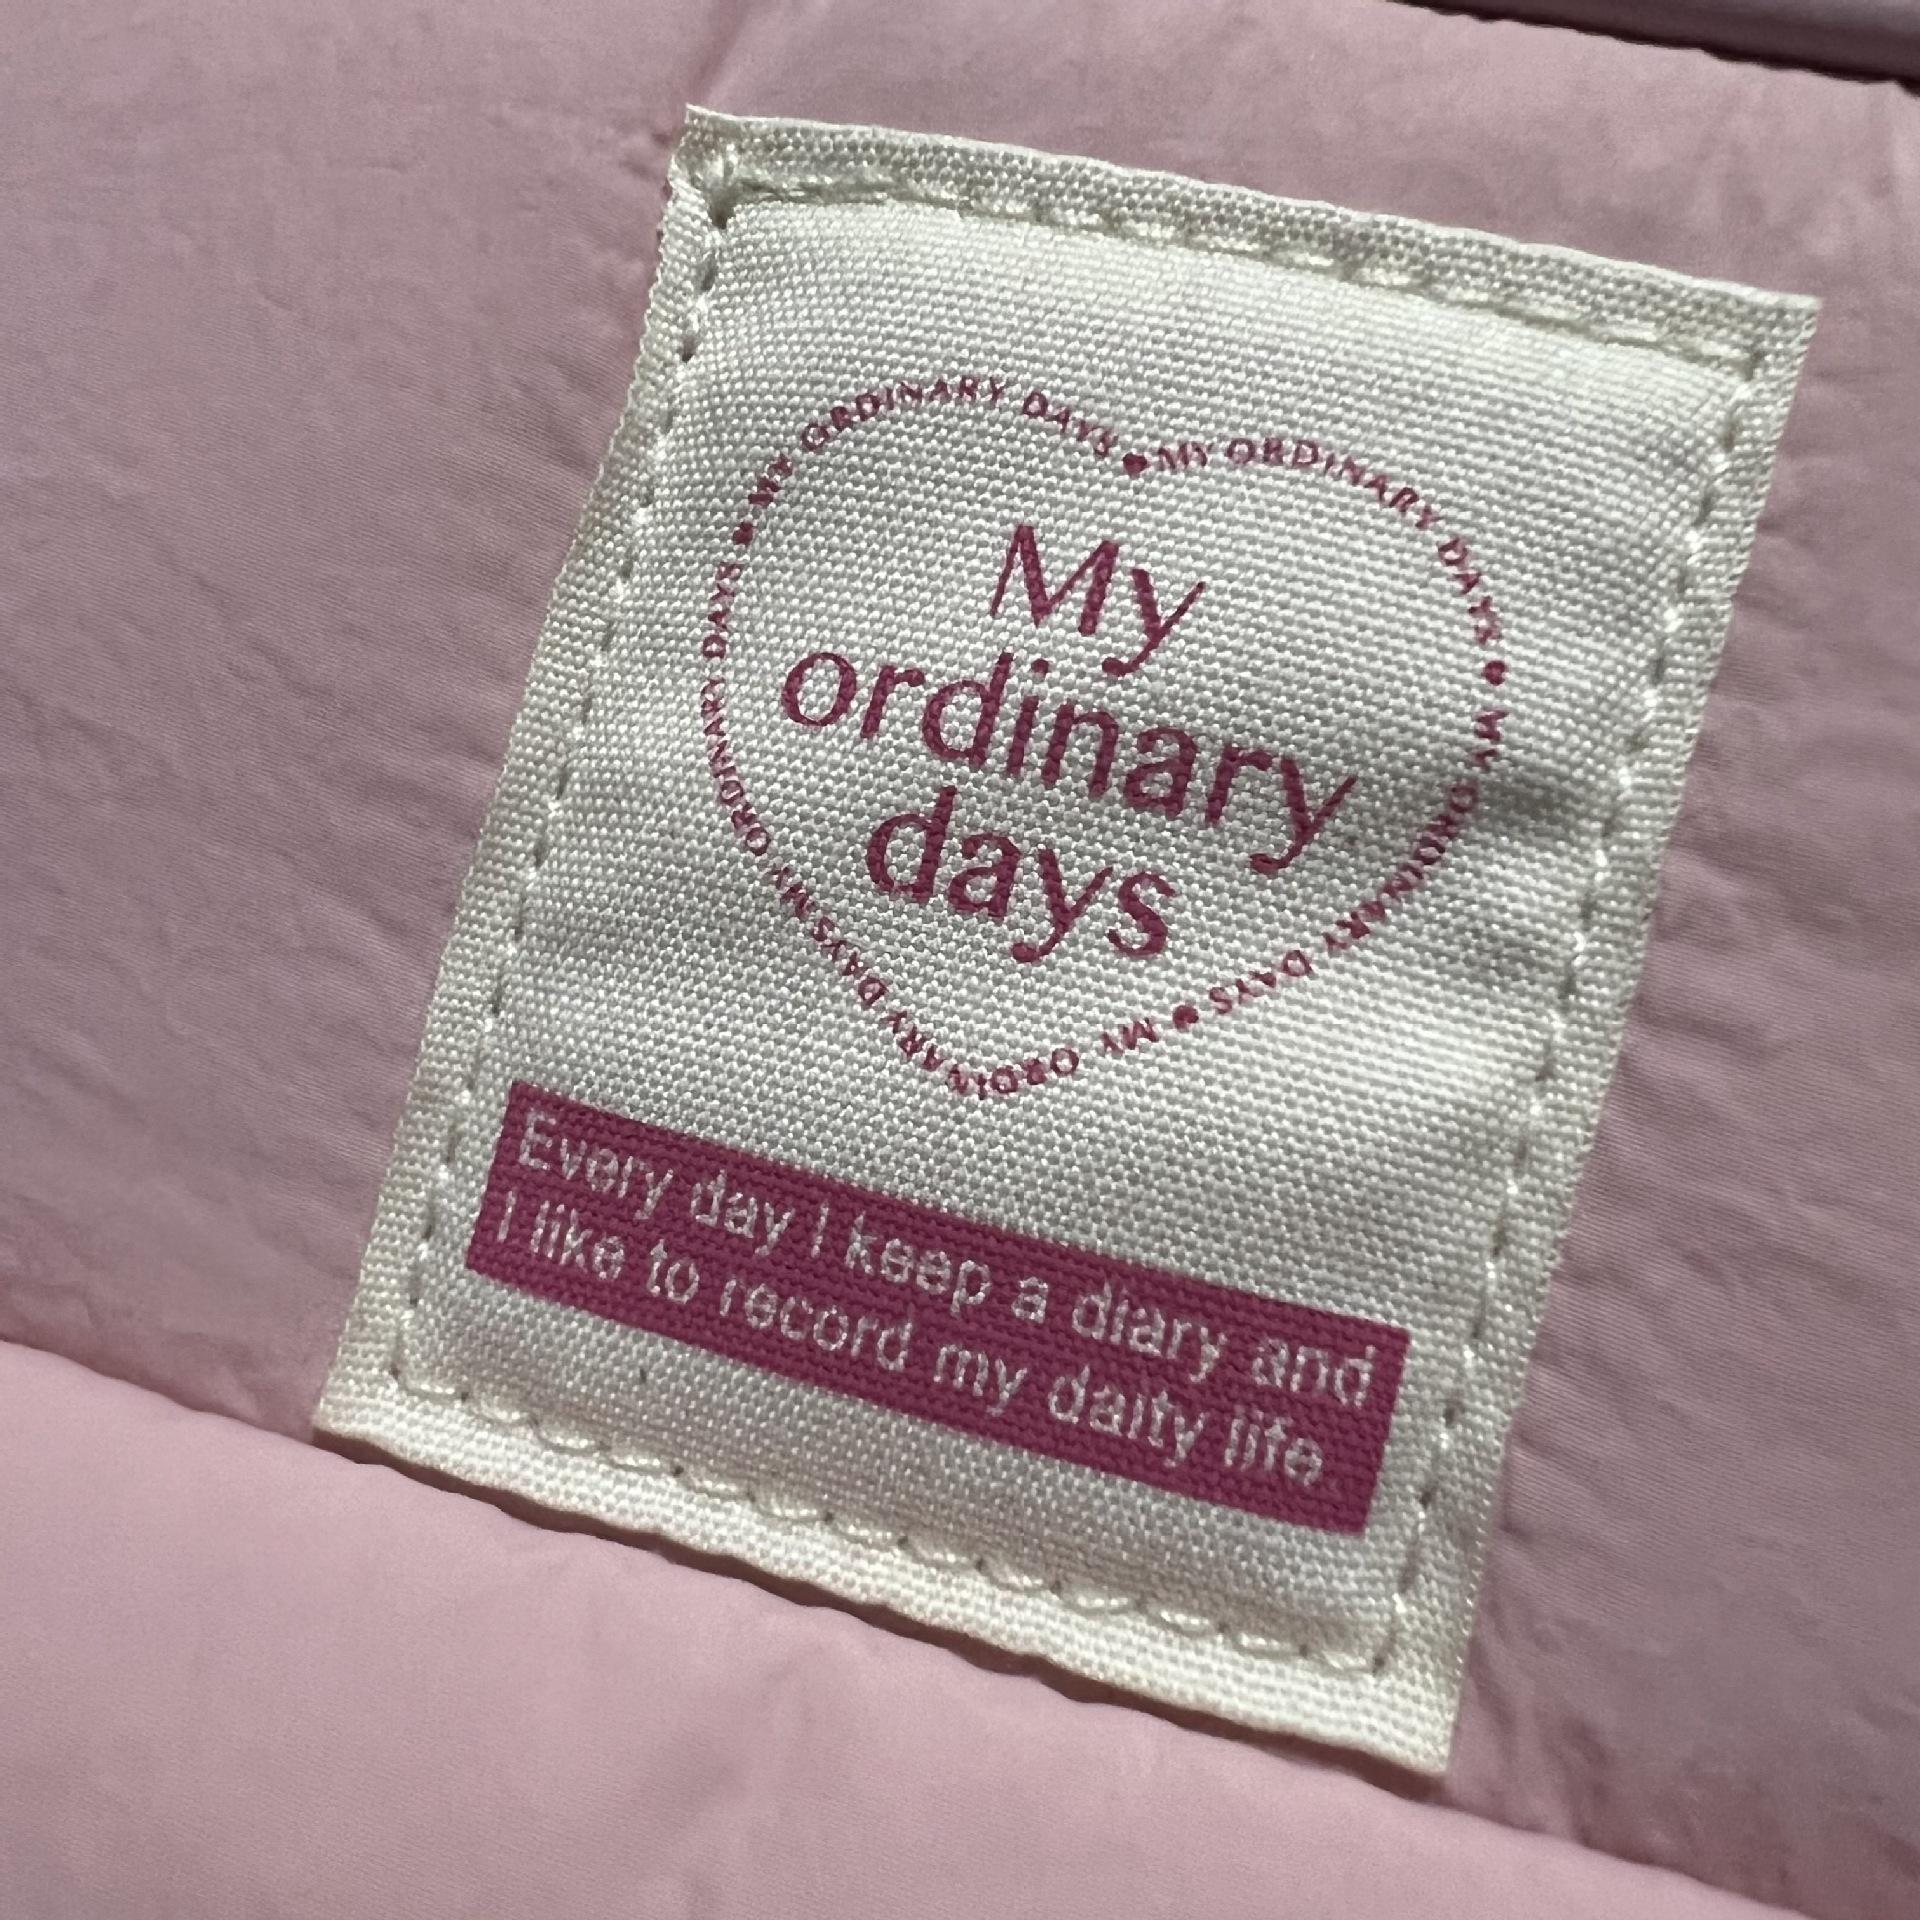 MY ORDINARY DAYS ♥ MY ORDINARY DAYS ♥ MY ORDINARY DAYS ♥ MY ORDINARY DAYS MY ORDINARY DAYS ♥
My
ordinary
days
Every day I keep a diary and
I like to record my daity life